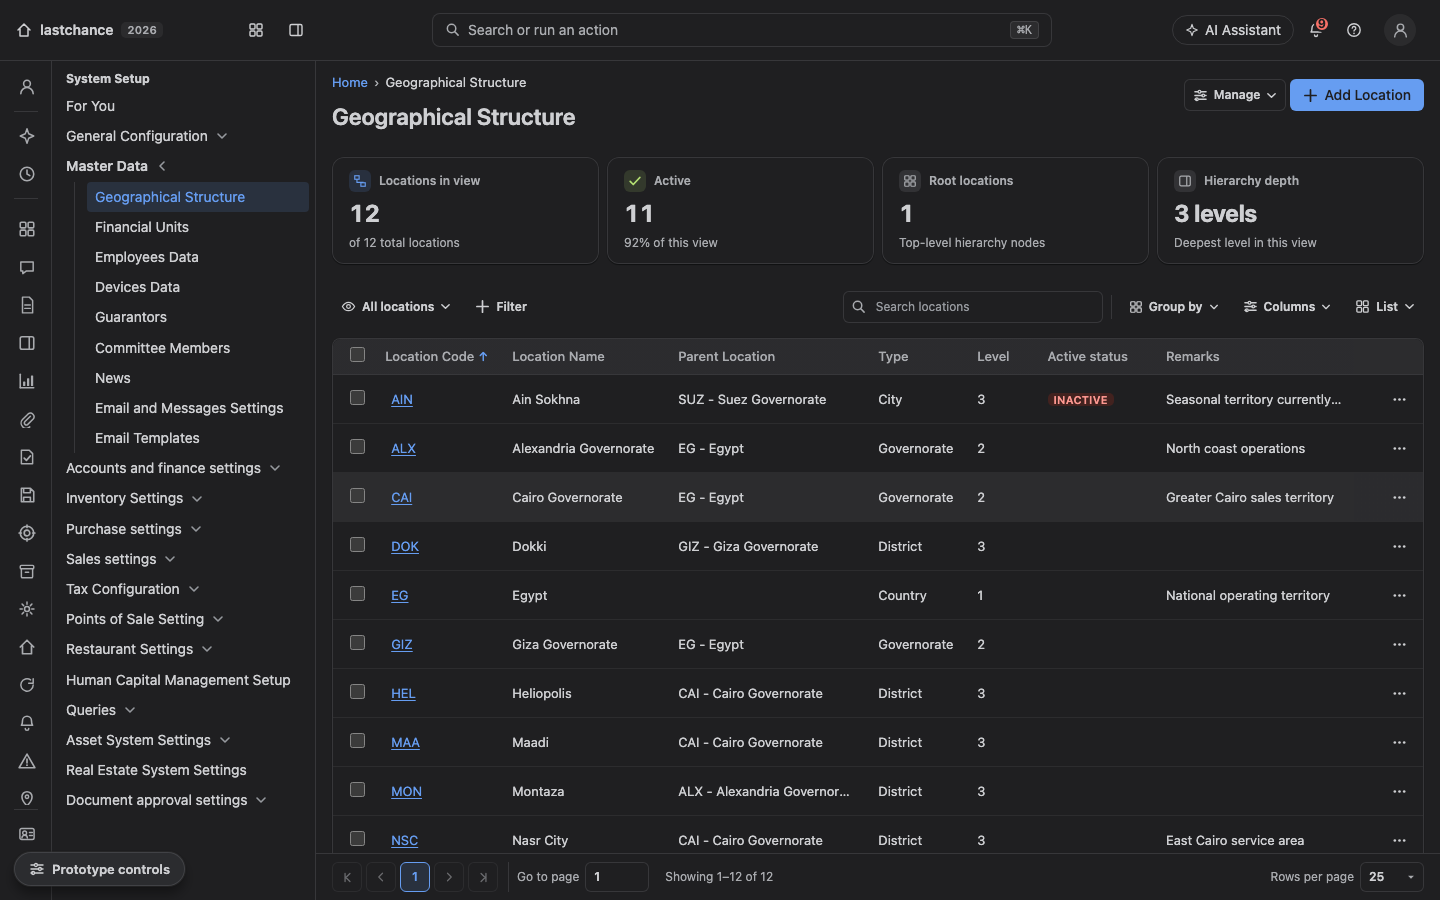 lastchance 2026
Search or run an action ⌘K
AI Assistant
9
System Setup
For You
General Configuration
Master Data
Geographical Structure
Financial Units
Employees Data
Devices Data
Guarantors
Committee Members
News
Email and Messages Settings
Email Templates
Accounts and finance settings
Inventory Settings
Purchase settings
Sales settings
Tax Configuration
Points of Sale Setting
Restaurant Settings
Human Capital Management Setup
Queries
Asset System Settings
Real Estate System Settings
Document approval settings
Prototype controls
Home › Geographical Structure
Geographical Structure
Manage
Add Location
Locations in view
12
of 12 total locations
Active
11
92% of this view
Root locations
1
Top-level hierarchy nodes
Hierarchy depth
3 levels
Deepest level in this view
All locations
Filter
Search locations
Group by
Columns
List
Location Code ↑ Location Name Parent Location Type Level Active status Remarks
AIN Ain Sokhna SUZ - Suez Governorate City 3 INACTIVE Seasonal territory currently...
ALX Alexandria Governorate EG - Egypt Governorate 2 North coast operations
CAI Cairo Governorate EG - Egypt Governorate 2 Greater Cairo sales territory
DOK Dokki GIZ - Giza Governorate District 3
EG Egypt Country 1 National operating territory
GIZ Giza Governorate EG - Egypt Governorate 2
HEL Heliopolis CAI - Cairo Governorate District 3
MAA Maadi CAI - Cairo Governorate District 3
MON Montaza ALX - Alexandria Governor... District 3
NSC Nasr City CAI - Cairo Governorate District 3 East Cairo service area
1
Go to page 1
Showing 1–12 of 12
Rows per page 25